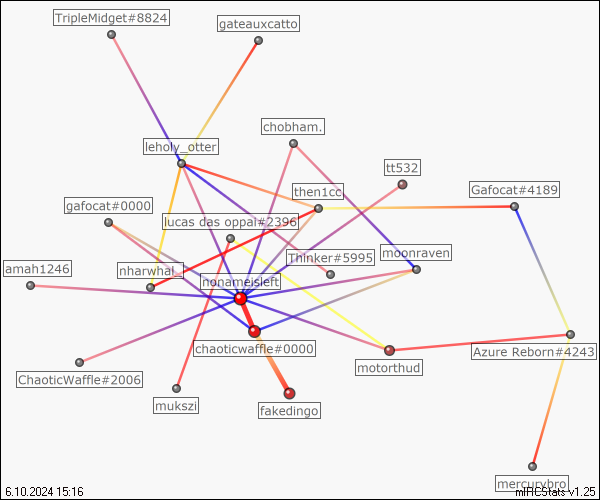 TripleMidget#8824
gateauxcatto
chobham.
leholy_otter
tt532
then1cc
Gafocat#4189
gafocat#0000
lucas das oppai#2396
Thinker#5995
moonraven
amah1246
nharwhal_
nonameisleft
chaoticwaffle#0000
Azure Reborn#4243
motorthud
ChaoticWaffle#2006
mukszi
fakedingo
mercurybro
6.10.2024 15:16
mIRCStats v1.25